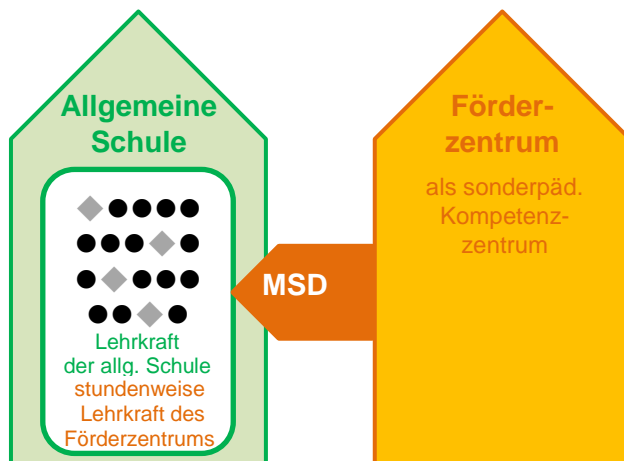 Allgemeine
Schule
Lehrkraft
der allg. Schule
stundenweise
Lehrkraft des
Förderzentrums
MSD
Förder-
zentrum
als sonderpäd.
Kompetenz-
zentrum